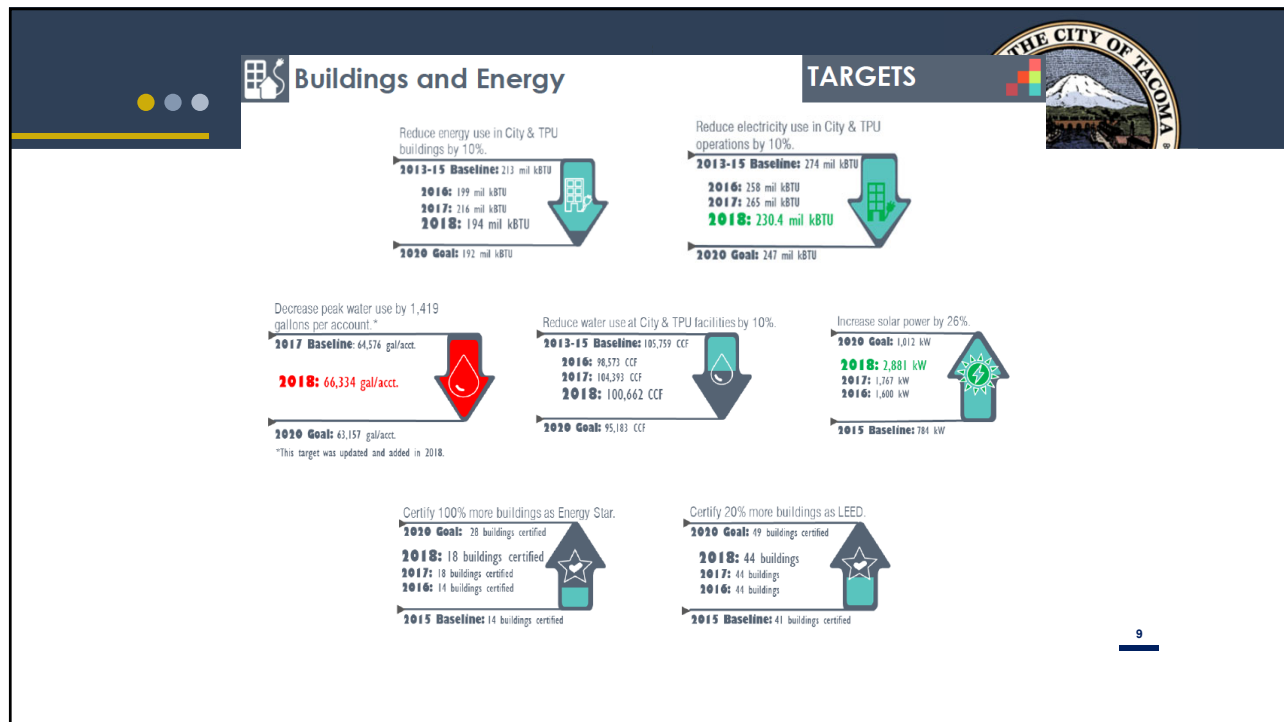 THE CITY OF TACOMA
Buildings and Energy
TARGETS
Reduce energy use in City & TPU
buildings by 10%.
2013-15 Baseline: 213 mil kBTU
2016: 199 mil kBTU
2017: 216 mil kBTU
2018: 194 mil kBTU
2020 Goal: 192 mil kBTU
Reduce electricity use in City & TPU
operations by 10%.
2013-15 Baseline: 274 mil kBTU
2016: 258 mil kBTU
2017: 265 mil kBTU
2018: 230.4 mil kBTU
2020 Goal: 247 mil kBTU
Decrease peak water use by 1,419
gallons per account.*
2017 Baseline: 64,576 gal/acct.
2018: 66,334 gal/acct.
2020 Goal: 63,157 gal/acct.
*This target was updated and added in 2018.
Reduce water use at City & TPU facilities by 10%.
2013-15 Baseline: 105,759 CCF
2016: 98,573 CCF
2017: 104,393 CCF
2018: 100,662 CCF
2020 Goal: 95,183 CCF
Increase solar power by 26%.
2020 Goal: 1,012 kW
2018: 2,881 kW
2017: 1,767 kW
2016: 1,600 kW
2015 Baseline: 784 kW
Certify 100% more buildings as Energy Star.
2020 Goal: 28 buildings certified
2018: 18 buildings certified
2017: 18 buildings certified
2016: 14 buildings certified
2015 Baseline: 14 buildings certified
Certify 20% more buildings as LEED.
2020 Goal: 49 buildings certified
2018: 44 buildings
2017: 44 buildings
2016: 44 buildings
2015 Baseline: 41 buildings certified
9